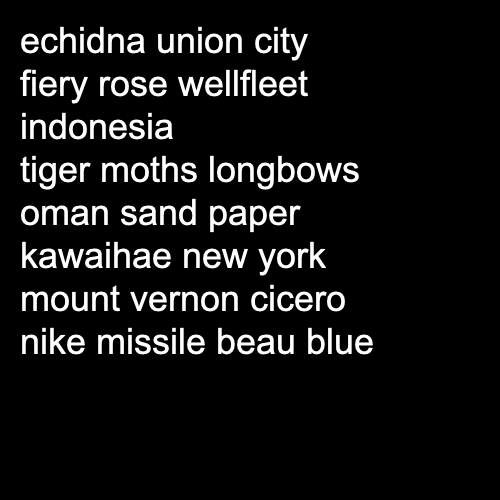 echidna union city
fiery rose wellfleet
indonesia
tiger moths longbows
oman sand paper
kawaihae new york
mount vernon cicero
nike missile beau blue